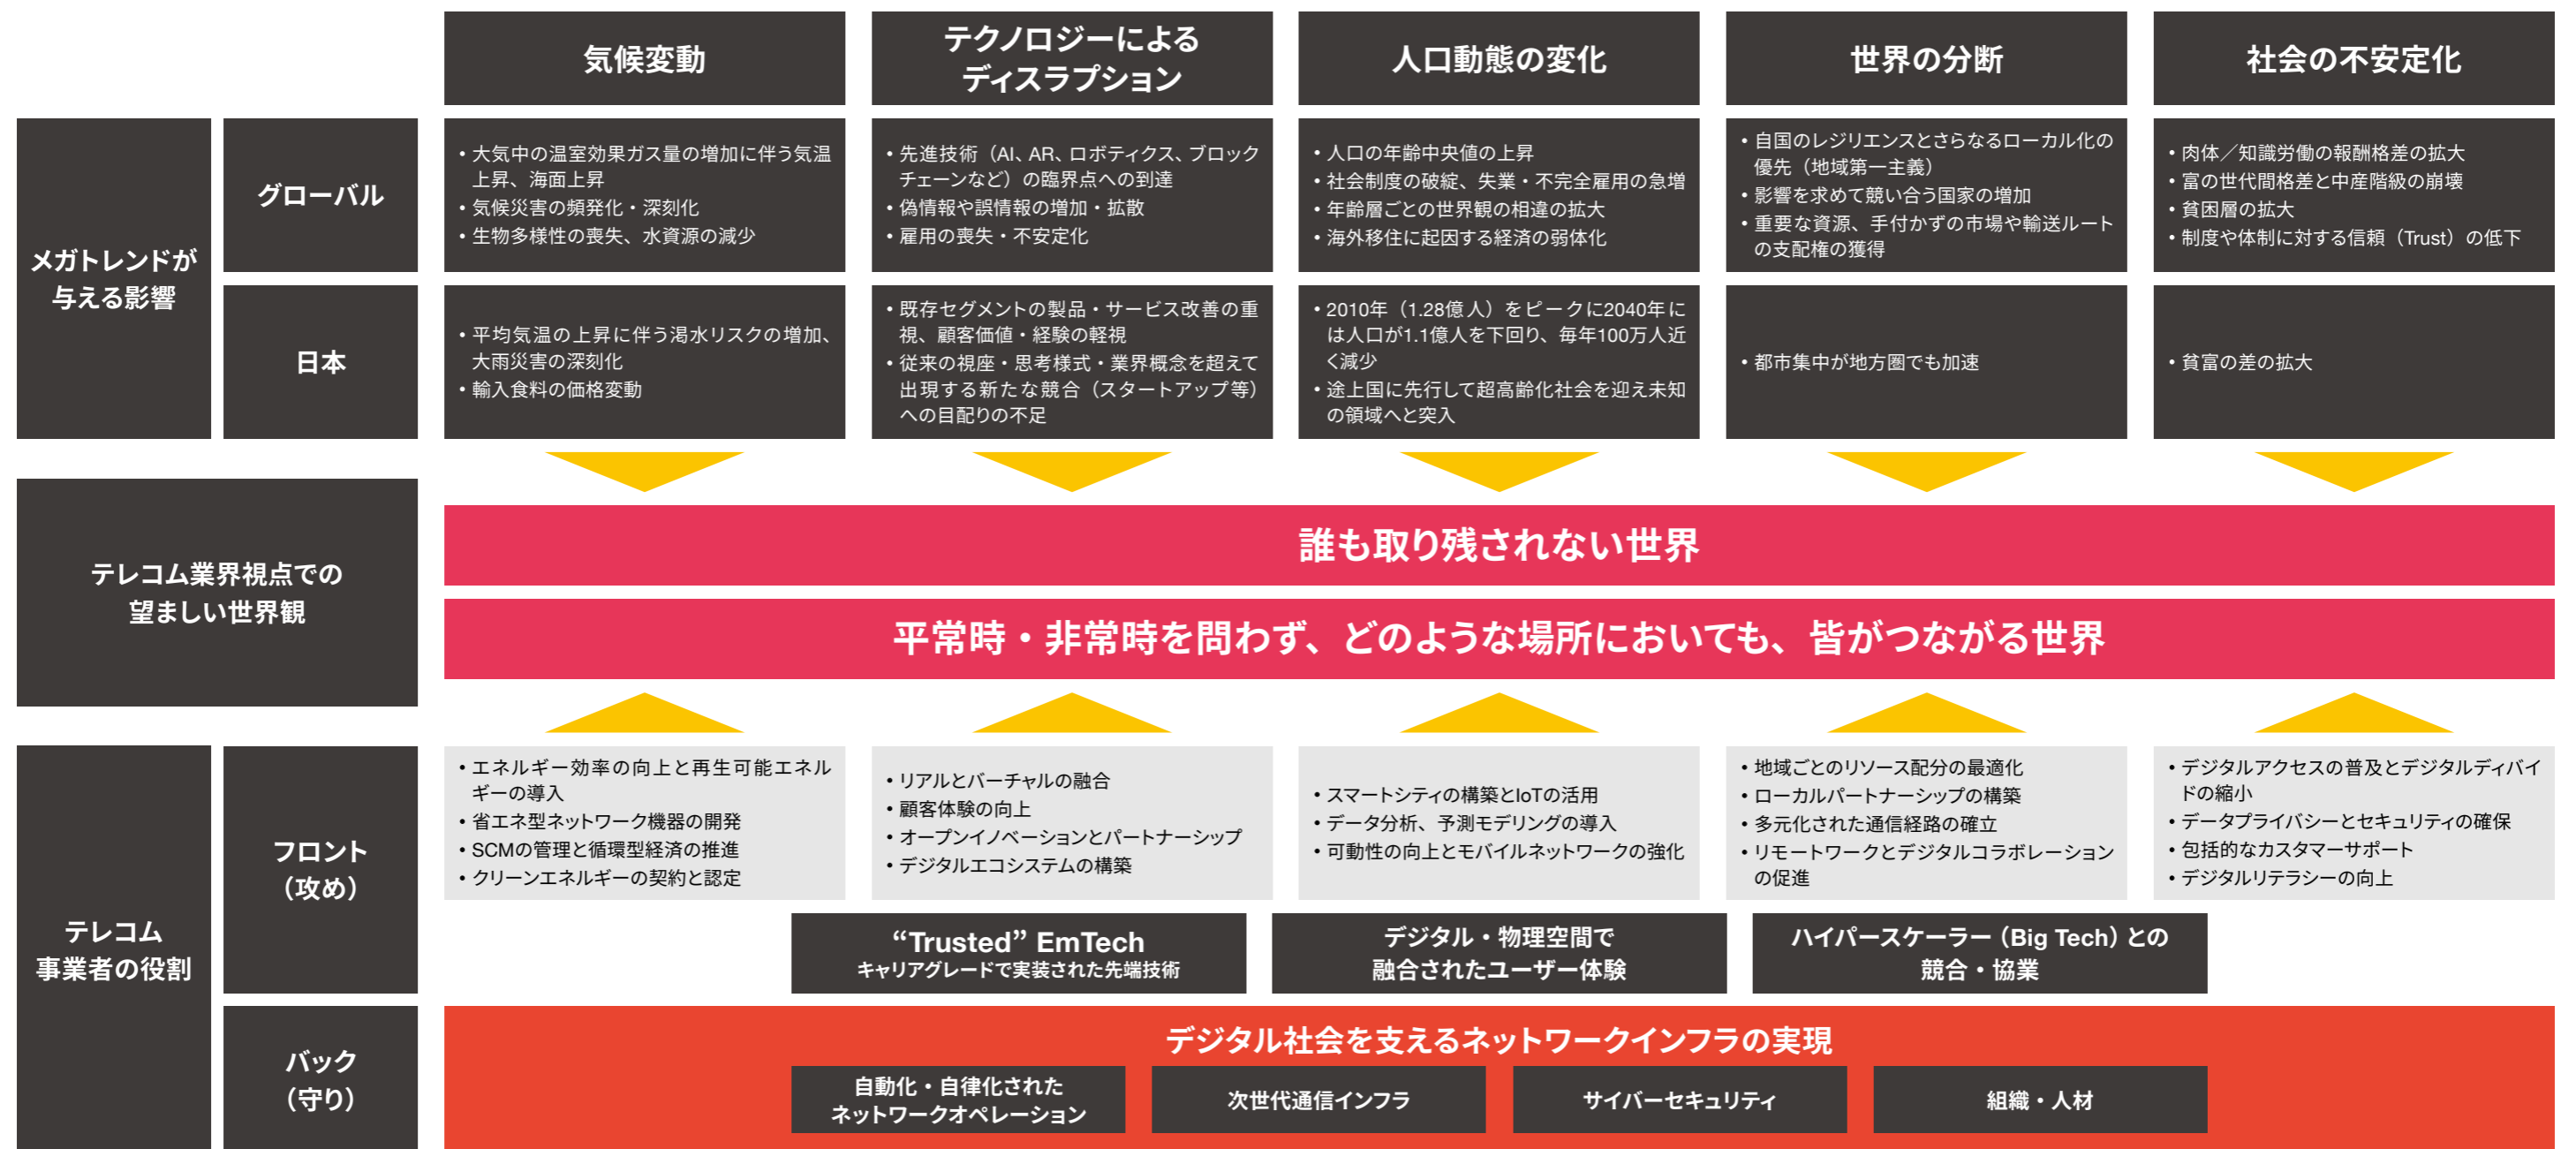 気候変動
テクノロジーによる
ディスラプション
人口動態の変化
世界の分断
社会の不安定化
メガトレンドが
与える影響
グローバル
• 大気中の温室効果ガス量の増加に伴う気温
上昇、海面上昇
• 気候災害の頻発化・深刻化
• 生物多様性の喪失、水資源の減少
• 先進技術（AI、AR、ロボティクス、ブロック
チェーンなど）の臨界点への到達
• 偽情報や誤情報の増加・拡散
• 雇用の喪失・不安定化
• 人口の年齢中央値の上昇
• 社会制度の破綻、失業・不完全雇用の急増
• 年齢層ごとの世界観の相違の拡大
• 海外移住に起因する経済の弱体化
• 自国のレジリエンスとさらなるローカル化の
優先（地域第一主義）
• 影響を求めて競い合う国家の増加
• 重要な資源、手付かずの市場や輸送ルート
の支配権の獲得
• 肉体／知識労働の報酬格差の拡大
• 富の世代間格差と中産階級の崩壊
• 貧困層の拡大
• 制度や体制に対する信頼（Trust）の低下
日本
• 平均気温の上昇に伴う渇水リスクの増加、
大雨災害の深刻化
• 輸入食料の価格変動
• 既存セグメントの製品・サービス改善の重
視、顧客価値・経験の軽視
• 従来の視座・思考様式・業界概念を超えて
出現する新たな競合（スタートアップ等）
への目配りの不足
• 2010年（1.28億人）をピークに2040年に
は人口が1.1億人を下回り、毎年100万人近
く減少
• 途上国に先行して超高齢化社会を迎え未知
の領域へと突入
• 都市集中が地方圏でも加速
• 貧富の差の拡大
テレコム業界視点での
望ましい世界観
誰も取り残されない世界
平常時・非常時を問わず、どのような場所においても、皆がつながる世界
テレコム
事業者の役割
フロント
（攻め）
• エネルギー効率の向上と再生可能エネル
ギーの導入
• 省エネ型ネットワーク機器の開発
• SCMの管理と循環型経済の推進
• クリーンエネルギーの契約と認定
• リアルとバーチャルの融合
• 顧客体験の向上
• オープンイノベーションとパートナーシップ
• デジタルエコシステムの構築
• スマートシティの構築とIoTの活用
• データ分析、予測モデリングの導入
• 可動性の向上とモバイルネットワークの強化
• 地域ごとのリソース配分の最適化
• ローカルパートナーシップの構築
• 多元化された通信経路の確立
• リモートワークとデジタルコラボレーション
の促進
• デジタルアクセスの普及とデジタルディバイ
ドの縮小
• データプライバシーとセキュリティの確保
• 包括的なカスタマーサポート
• デジタルリテラシーの向上
“Trusted” EmTech
キャリアグレードで実装された先端技術
デジタル・物理空間で
融合されたユーザー体験
ハイパースケーラー（Big Tech）との
競合・協業
バック
（守り）
デジタル社会を支えるネットワークインフラの実現
自動化・自律化された
ネットワークオペレーション
次世代通信インフラ
サイバーセキュリティ
組織・人材